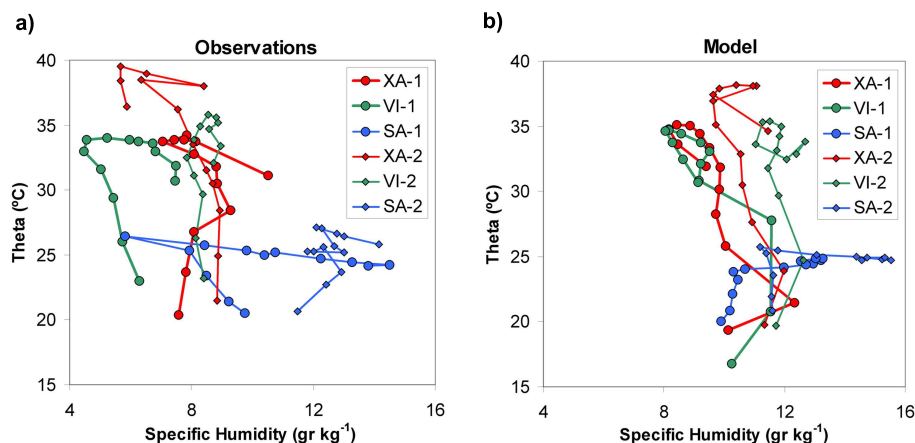 a)
Observations
40
35
30
25
20
15
Theta (ºC)
4
8
12
16
Specific Humidity (gr kg⁻¹)
XA-1
VI-1
SA-1
XA-2
VI-2
SA-2
b)
Model
40
35
30
25
20
15
Theta (ºC)
4
8
12
16
Specific Humidity (gr kg⁻¹)
XA-1
VI-1
SA-1
XA-2
VI-2
SA-2